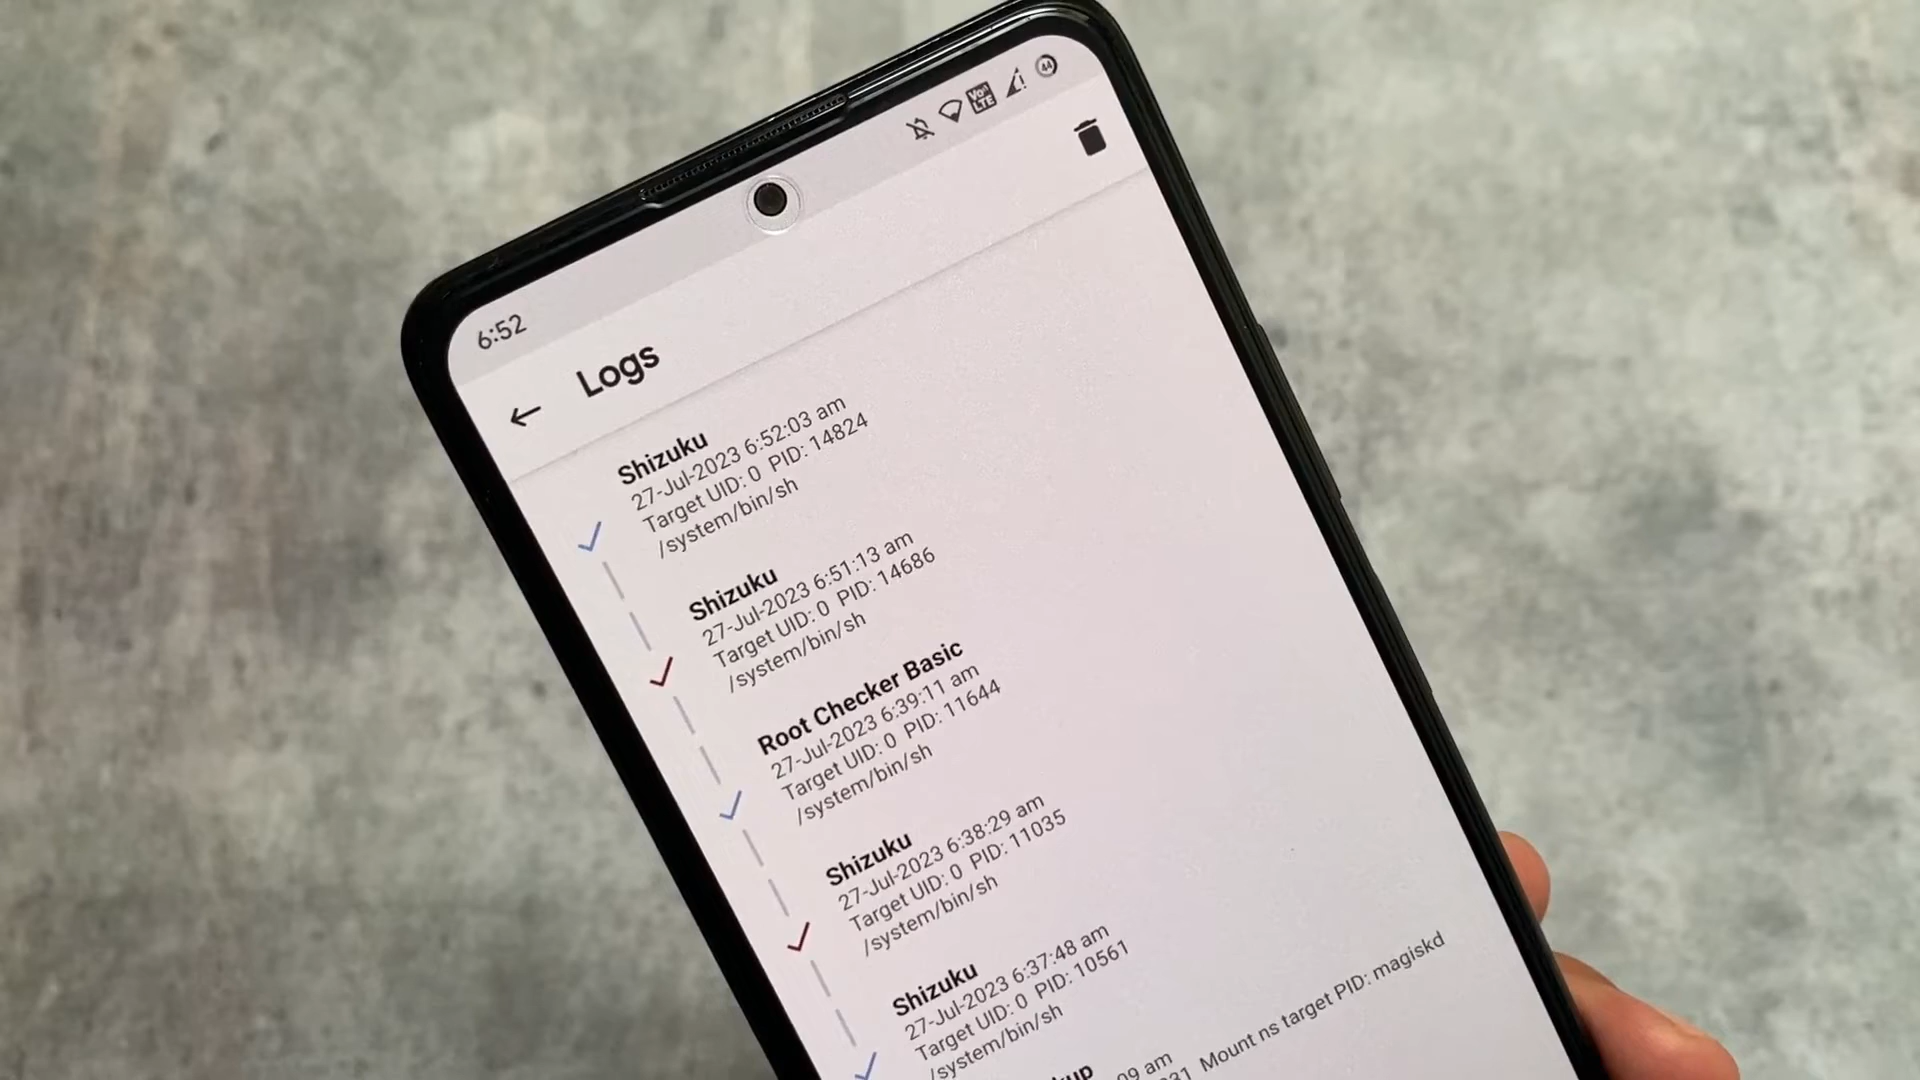 6:52
Vo LTE
44
Logs
Shizuku
27-Jul-2023 6:52:03 am
Target UID: 0 PID: 14824
/system/bin/sh
Shizuku
27-Jul-2023 6:51:13 am
Target UID: 0 PID: 14686
/system/bin/sh
Root Checker Basic
27-Jul-2023 6:39:11 am
Target UID: 0 PID: 11644
/system/bin/sh
Shizuku
27-Jul-2023 6:38:29 am
Target UID: 0 PID: 11035
/system/bin/sh
Shizuku
27-Jul-2023 6:37:48 am
Target UID: 0 PID: 10561
/system/bin/sh
am
Mount ns target PID: magiskd